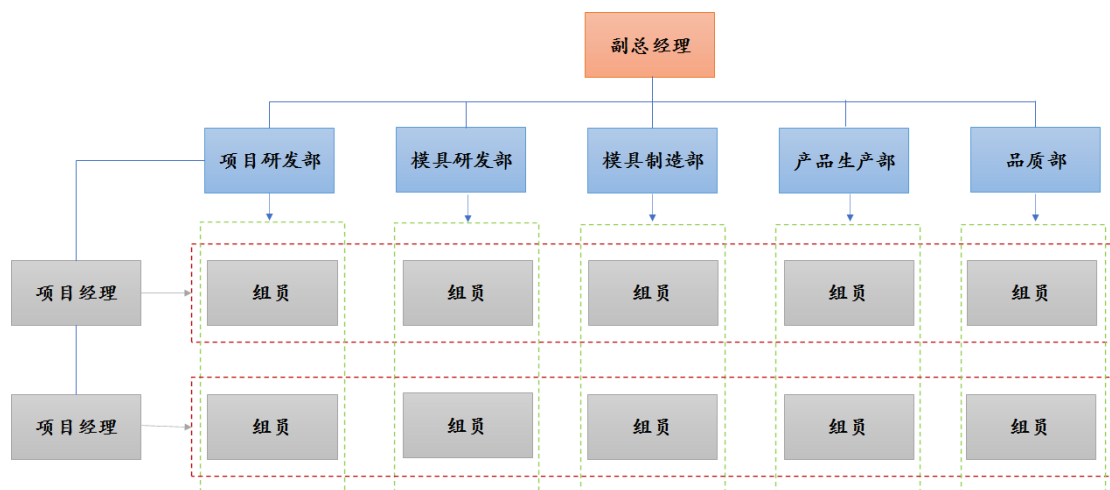 副总经理
项目研发部
模具研发部
模具制造部
产品生产部
品质部
项目经理
组员
组员
组员
组员
组员
项目经理
组员
组员
组员
组员
组员